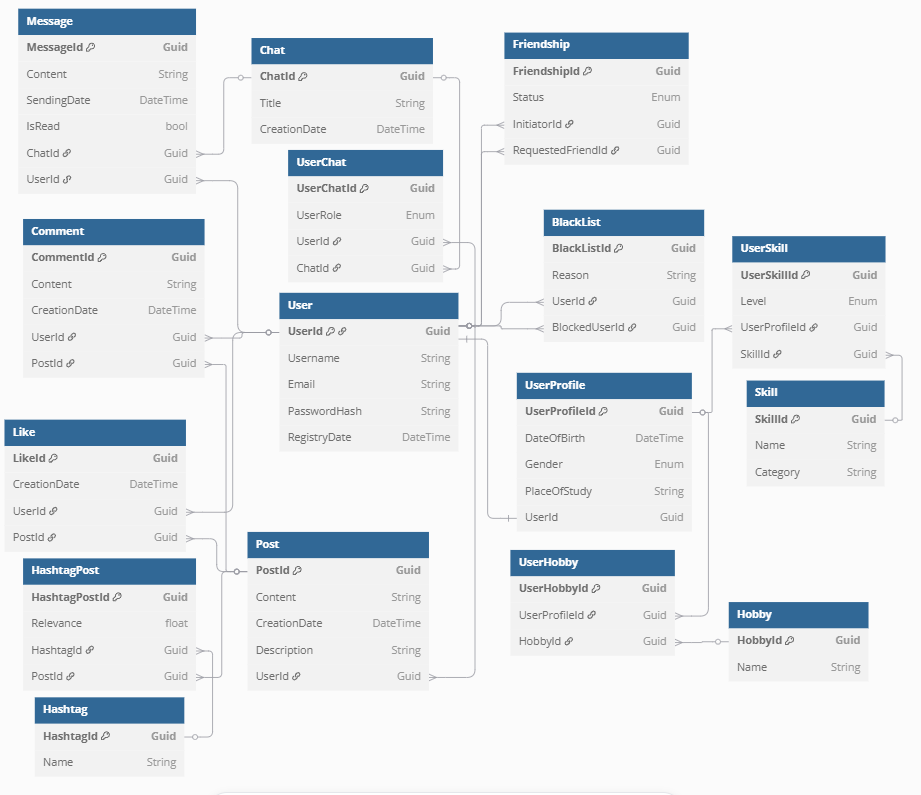 Message
MessageId Guid
Content String
SendingDate DateTime
IsRead bool
ChatId Guid
UserId Guid
Chat
ChatId Guid
Title String
CreationDate DateTime
UserChat
UserChatId Guid
UserRole Enum
UserId Guid
ChatId Guid
Friendship
FriendshipId Guid
Status Enum
InitiatorId Guid
RequestedFriendId Guid
Comment
CommentId Guid
Content String
CreationDate DateTime
UserId Guid
PostId Guid
User
UserId Guid
Username String
Email String
PasswordHash String
RegistryDate DateTime
BlackList
BlackListId Guid
Reason String
UserId Guid
BlockedUserId Guid
UserSkill
UserSkillId Guid
Level Enum
UserProfileId Guid
SkillId Guid
UserProfile
UserProfileId Guid
DateOfBirth DateTime
Gender Enum
PlaceOfStudy String
UserId Guid
Skill
SkillId Guid
Name String
Category String
Like
LikeId Guid
CreationDate DateTime
UserId Guid
PostId Guid
HashtagPost
HashtagPostId Guid
Relevance float
HashtagId Guid
PostId Guid
Post
PostId Guid
Content String
CreationDate DateTime
Description String
UserId Guid
UserHobby
UserHobbyId Guid
UserProfileId Guid
HobbyId Guid
Hobby
HobbyId Guid
Name String
Hashtag
HashtagId Guid
Name String